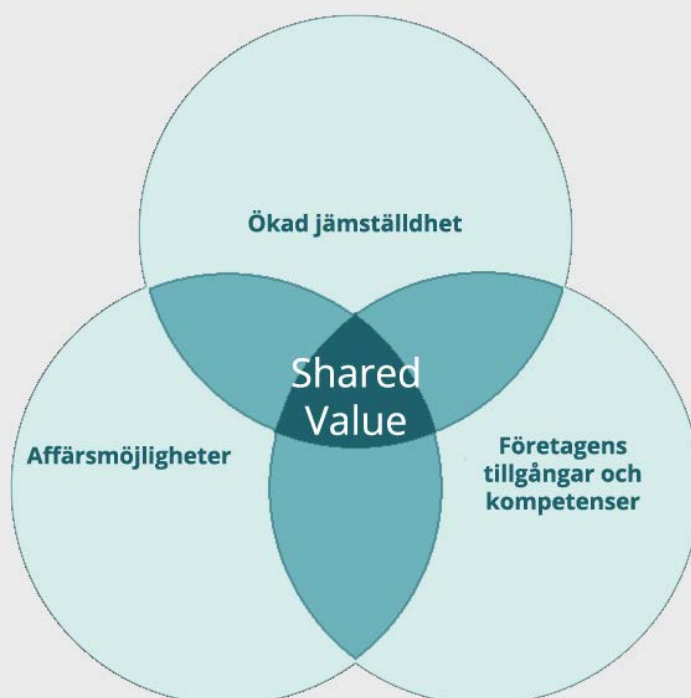 Ökad jämställdhet
Shared
Value
Affärsmöjligheter
Företagens
tillgångar och
kompetenser